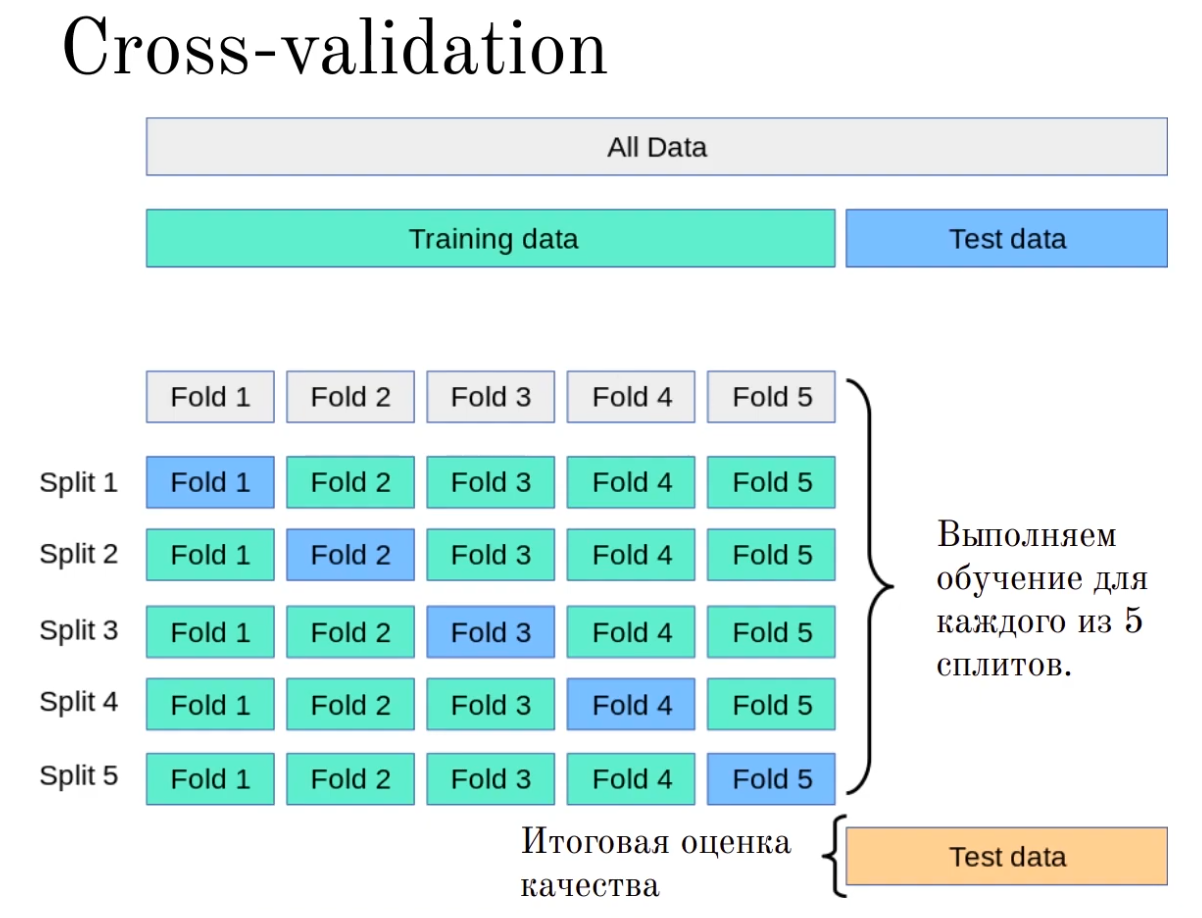 Cross-validation
All Data
Training data Test data
Fold 1 Fold 2 Fold 3 Fold 4 Fold 5
Split 1 Fold 1 Fold 2 Fold 3 Fold 4 Fold 5
Split 2 Fold 1 Fold 2 Fold 3 Fold 4 Fold 5
Split 3 Fold 1 Fold 2 Fold 3 Fold 4 Fold 5
Split 4 Fold 1 Fold 2 Fold 3 Fold 4 Fold 5
Split 5 Fold 1 Fold 2 Fold 3 Fold 4 Fold 5
Выполняем
обучение для
каждого из 5
сплитов.
Итоговая оценка
качества
Test data